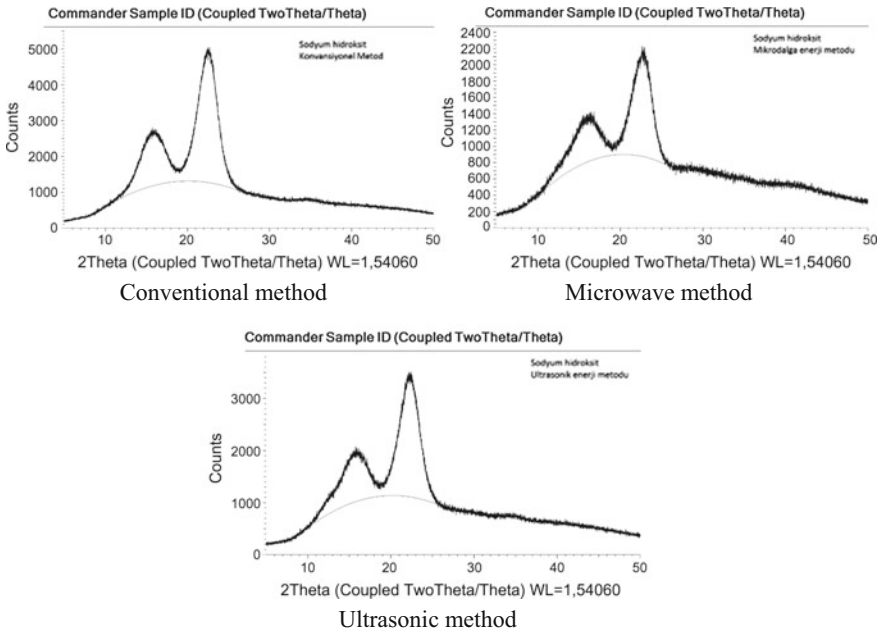 Commander Sample ID (Coupled TwoTheta/Theta)
Sodyum hidroksit
Konvansiyonel Metod
5000
4000
3000
2000
1000
0
Counts
10
20
30
40
50
2Theta (Coupled TwoTheta/Theta) WL=1,54060
Conventional method
Commander Sample ID (Coupled TwoTheta/Theta)
Sodyum hidroksit
Mikrodalga enerji metodu
2400
2200
2000
1800
1600
1400
1200
1000
800
600
400
200
Counts
10
20
30
40
50
2Theta (Coupled TwoTheta/Theta) WL=1,54060
Microwave method
Commander Sample ID (Coupled TwoTheta/Theta)
Sodyum hidroksit
Ultrasonik enerji metodu
3000
2000
1000
0
Counts
10
20
30
40
50
2Theta (Coupled TwoTheta/Theta) WL=1,54060
Ultrasonic method